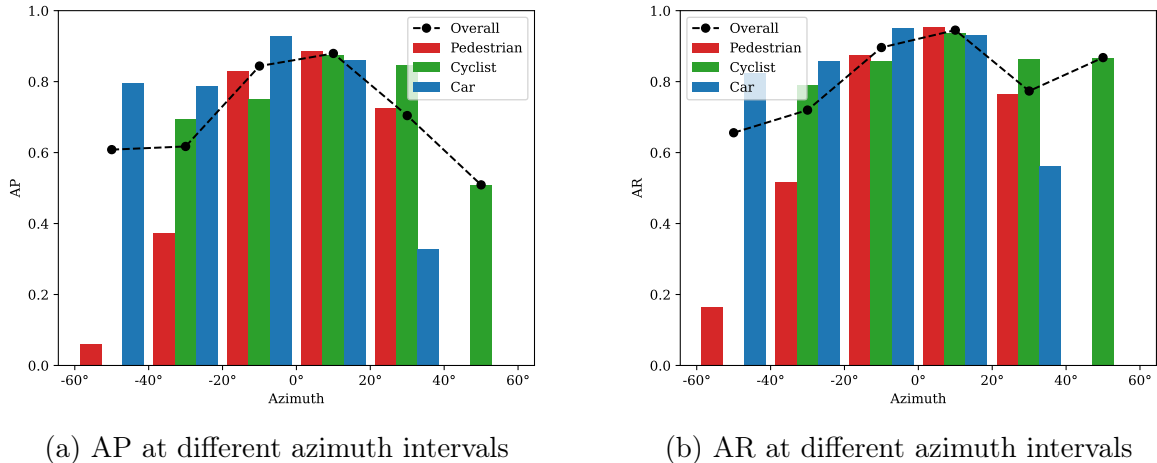 1.0
0.8
0.6
0.4
0.2
0.0
AP
-60° -40° -20° 0° 20° 40° 60°
Azimuth
Overall
Pedestrian
Cyclist
Car
(a) AP at different azimuth intervals
1.0
0.8
0.6
0.4
0.2
0.0
AR
-60° -40° -20° 0° 20° 40° 60°
Azimuth
Overall
Pedestrian
Cyclist
Car
(b) AR at different azimuth intervals